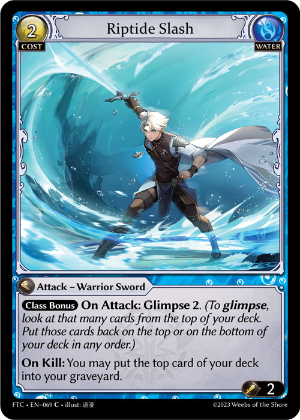 2
Riptide Slash
COST
WATER
Attack – Warrior Sword
Class Bonus On Attack: Glimpse 2. (To glimpse,
look at that many cards from the top of your deck.
Put those cards back on the top or on the bottom of
your deck in any order.)
On Kill: You may put the top card of your deck
into your graveyard.
2
FTC • EN-069 C • illust:
©2023 Weebs of the Shore